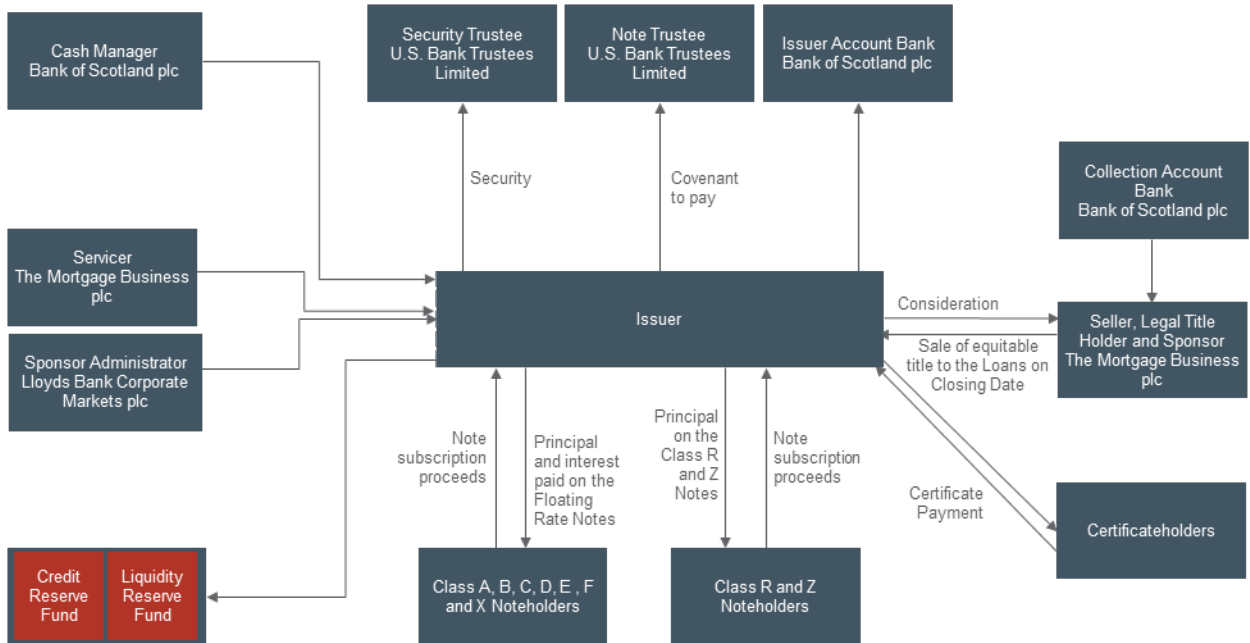 Cash Manager
Bank of Scotland plc
Security Trustee
U.S. Bank Trustees
Limited
Note Trustee
U.S. Bank Trustees
Limited
Issuer Account Bank
Bank of Scotland plc
Security
Covenant
to pay
Collection Account
Bank
Bank of Scotland plc
Servicer
The Mortgage Business
plc
Issuer
Consideration
Sale of equitable
title to the Loans on
Closing Date
Seller, Legal Title
Holder and Sponsor
The Mortgage Business
plc
Sponsor Administrator
Lloyds Bank Corporate
Markets plc
Note
subscription
proceeds
Principal
and interest
paid on the
Floating
Rate Notes
Principal
on the
Class R
and Z
Notes
Note
subscription
proceeds
Certificate
Payment
Certificateholders
Credit
Reserve
Fund
Liquidity
Reserve
Fund
Class A, B, C, D, E , F
and X Noteholders
Class R and Z
Noteholders